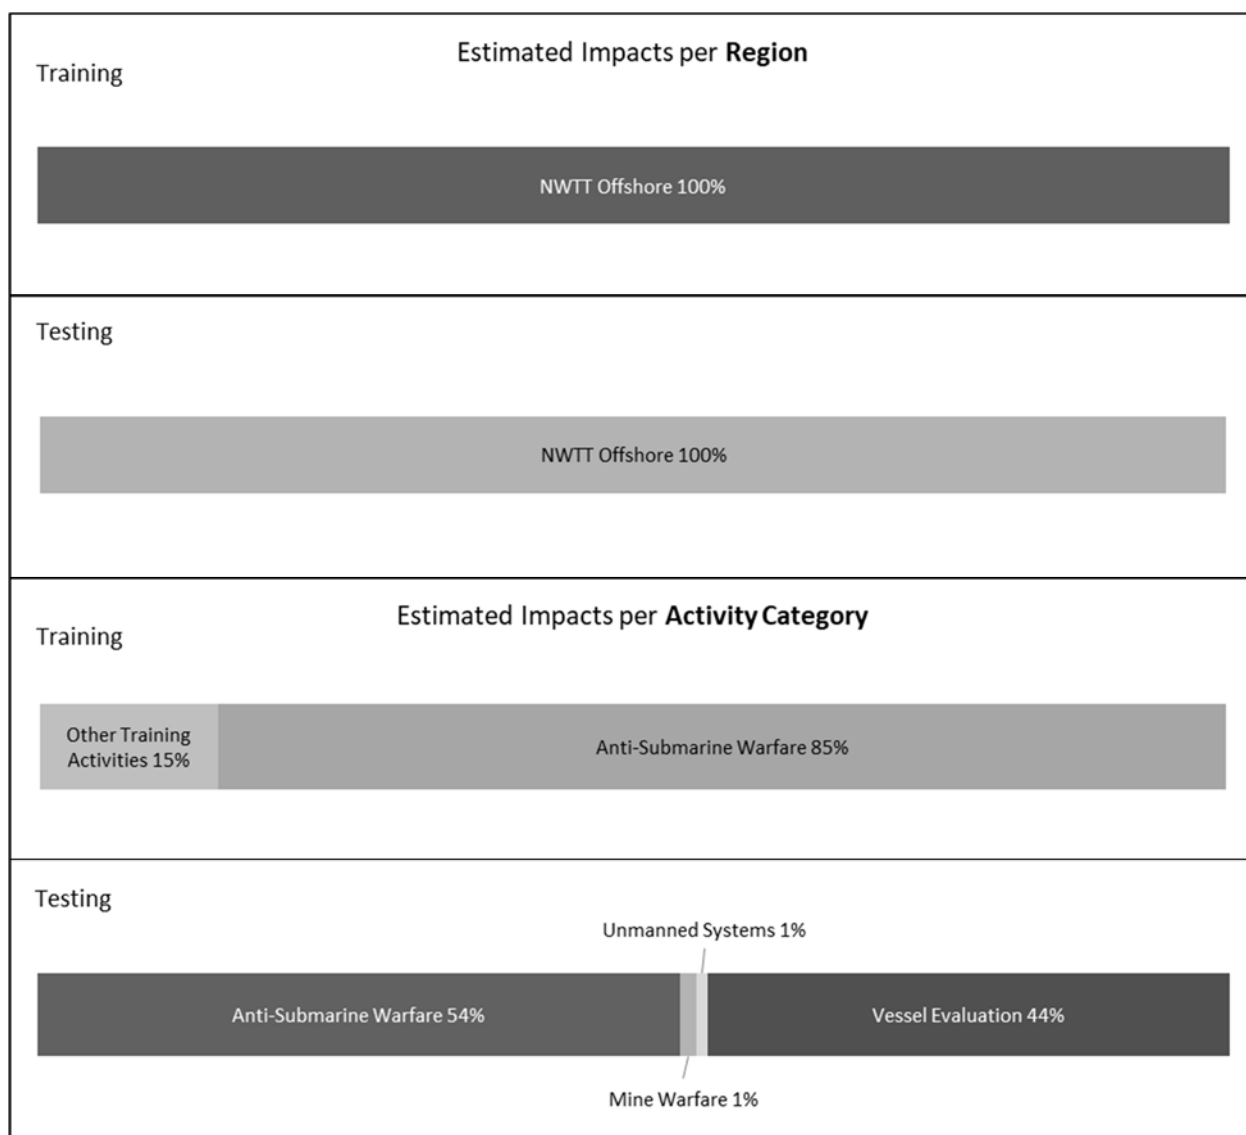 Estimated Impacts per Region
Training
NWTT Offshore 100%
Testing
NWTT Offshore 100%
Estimated Impacts per Activity Category
Training
Other Training
Activities 15%
Anti-Submarine Warfare 85%
Testing
Unmanned Systems 1%
Anti-Submarine Warfare 54%
Vessel Evaluation 44%
Mine Warfare 1%